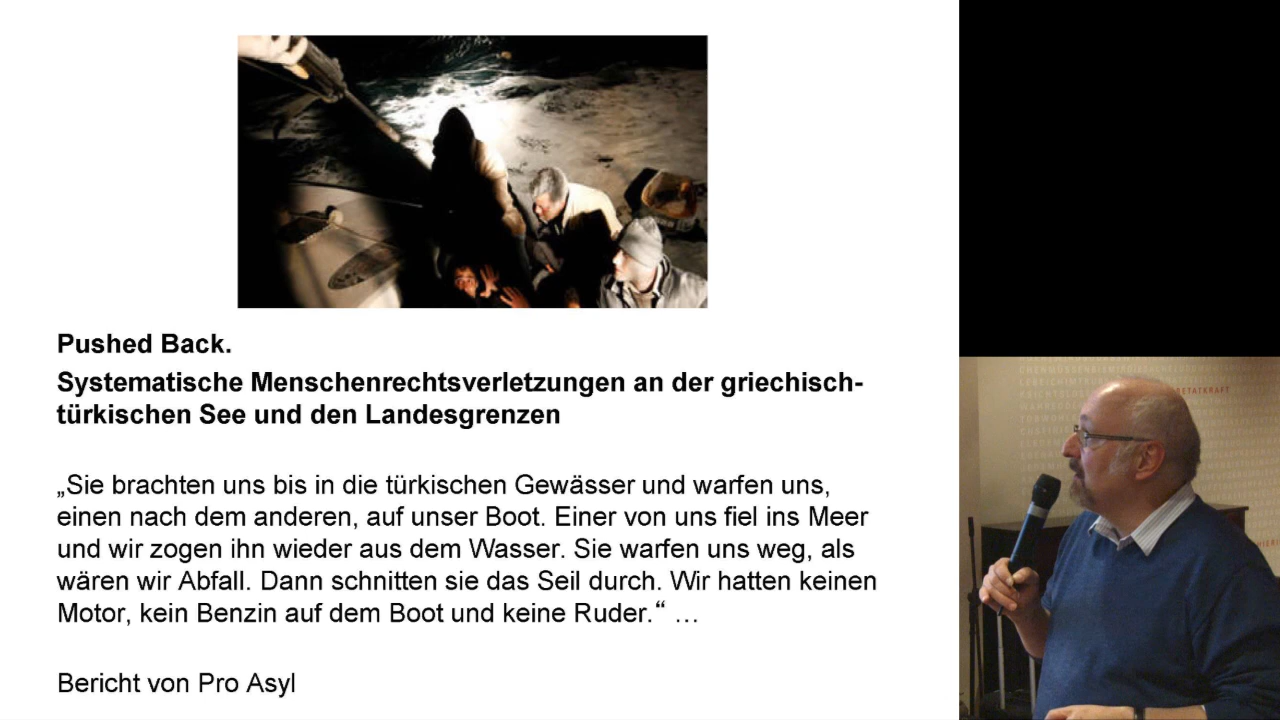 Pushed Back.
Systematische Menschenrechtsverletzungen an der griechisch-
türkischen See und den Landesgrenzen
„Sie brachten uns bis in die türkischen Gewässer und warfen uns,
einen nach dem anderen, auf unser Boot. Einer von uns fiel ins Meer
und wir zogen ihn wieder aus dem Wasser. Sie warfen uns weg, als
wären wir Abfall. Dann schnitten sie das Seil durch. Wir hatten keinen
Motor, kein Benzin auf dem Boot und keine Ruder.“ …
Bericht von Pro Asyl